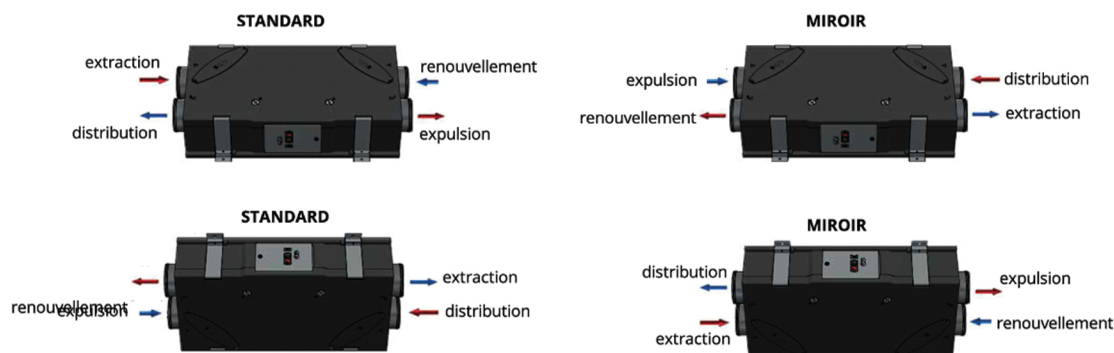 STANDARD
MIROIR
extraction
renouvellement
expulsion
distribution
distribution
expulsion
renouvellement
extraction
STANDARD
MIROIR
extraction
distribution
expulsion
renouvellement
expulsion
distribution
extraction
renouvellement